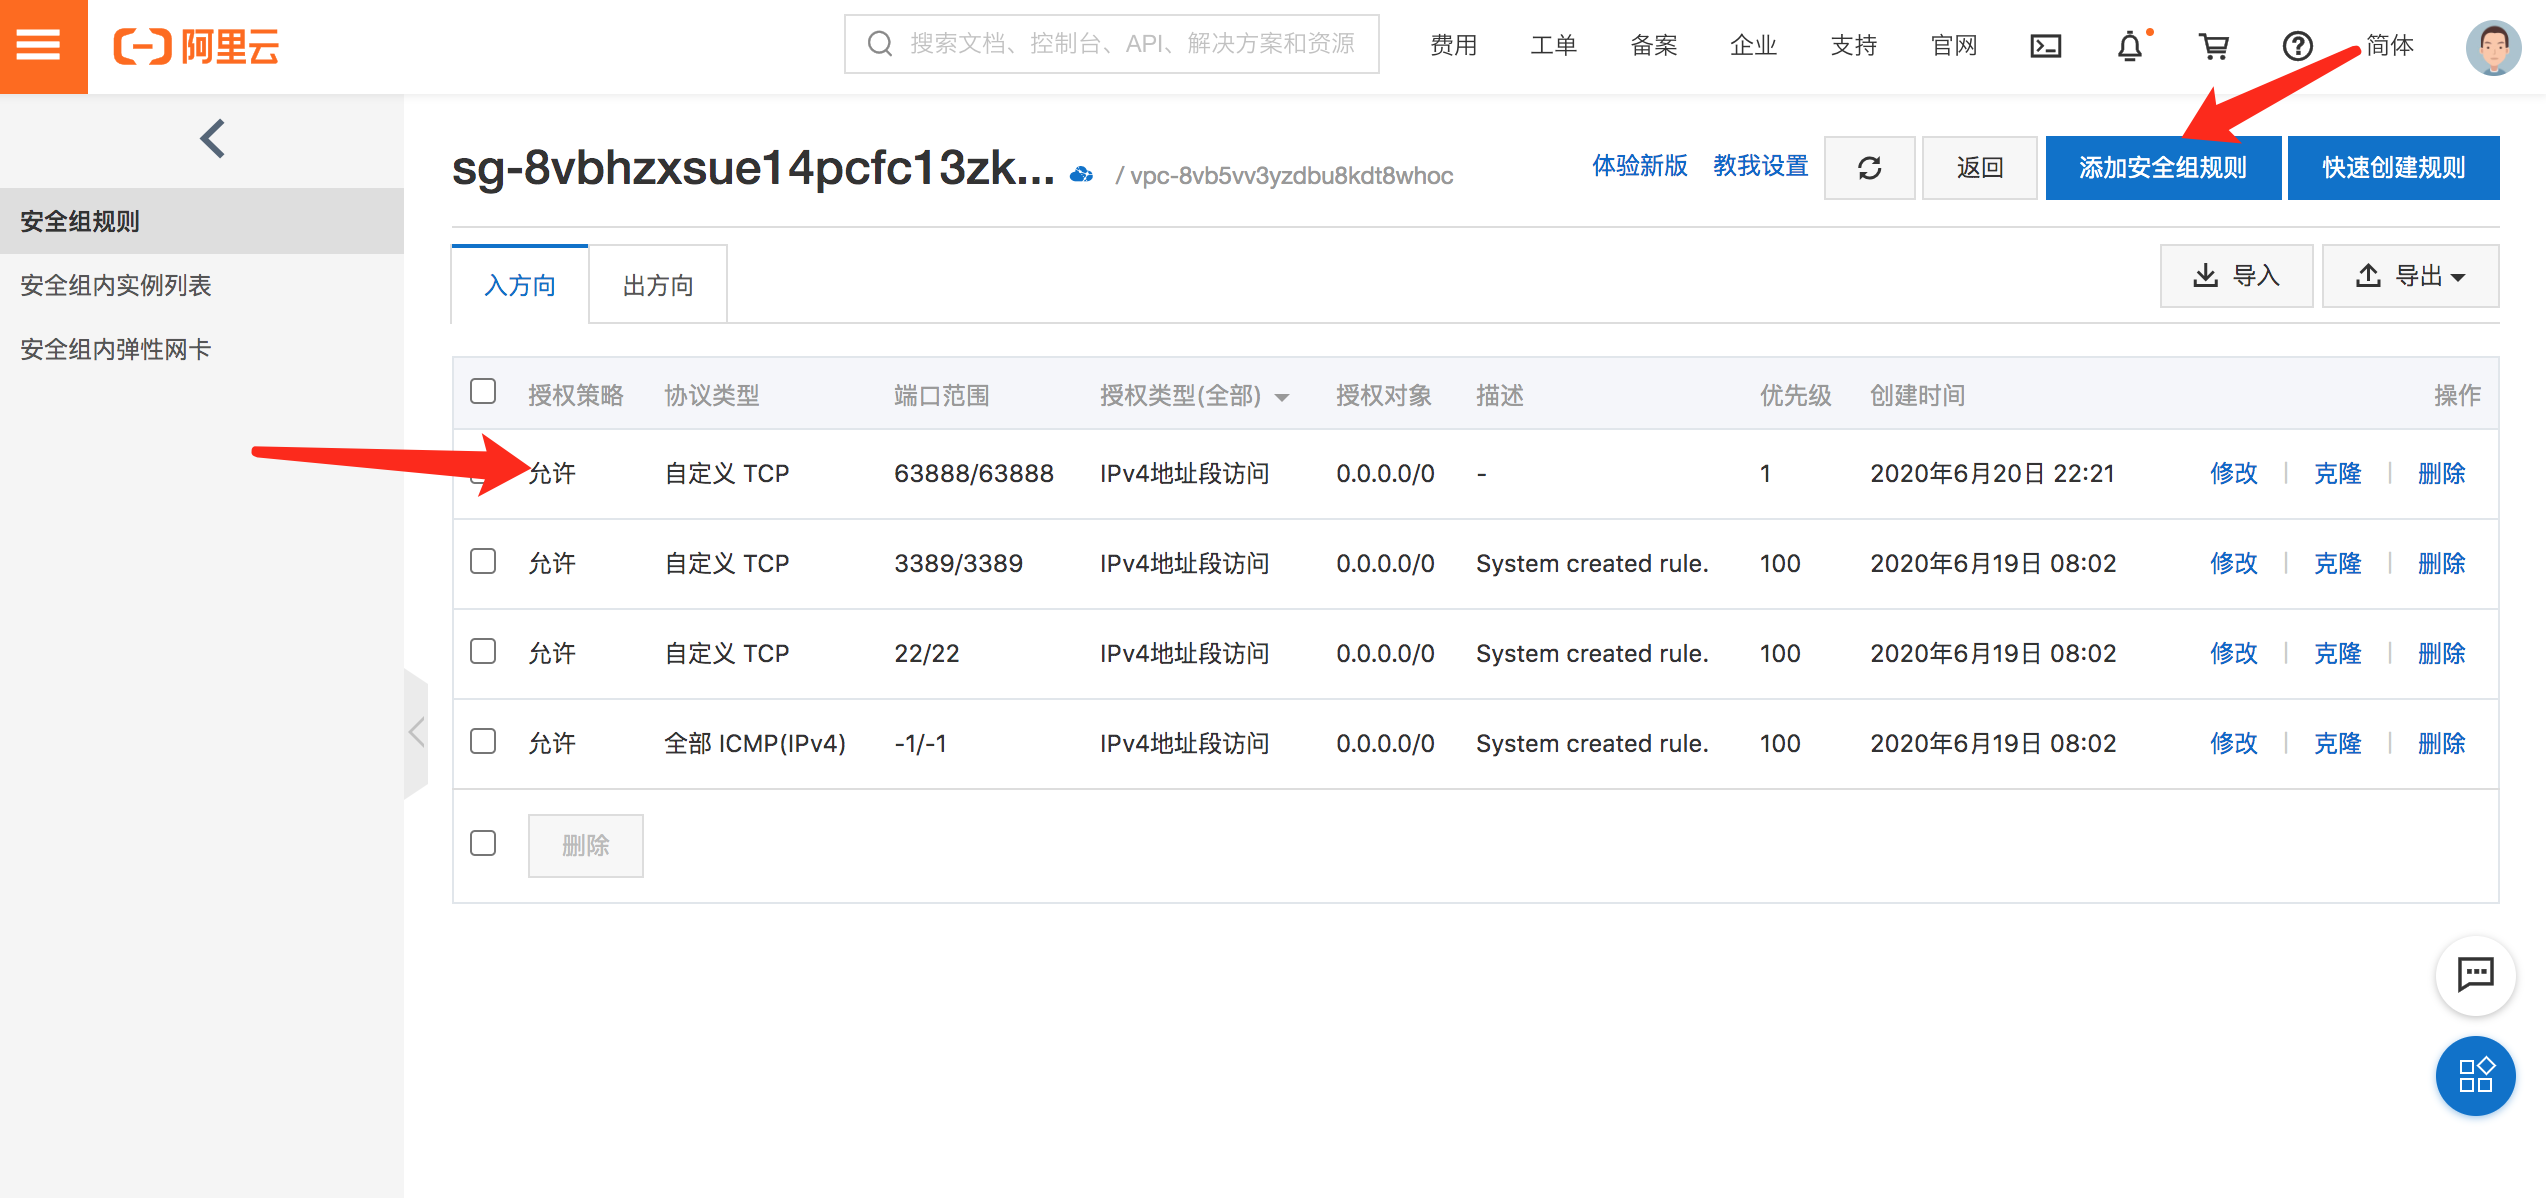 阿里云
搜索文档、控制台、API、解决方案和资源
费用 工单 备案 企业 支持 官网 简体
sg-8vbhzxsue14pcfc13zk... / vpc-8vb5vv3yzdbu8kdt8whoc
体验新版 教我设置 返回 添加安全组规则 快速创建规则
安全组规则
安全组内实例列表
安全组内弹性网卡
入方向 出方向 导入 导出
授权策略 协议类型 端口范围 授权类型(全部) 授权对象 描述 优先级 创建时间 操作
允许 自定义 TCP 63888/63888 IPv4地址段访问 0.0.0.0/0 - 1 2020年6月20日 22:21 修改 | 克隆 | 删除
允许 自定义 TCP 3389/3389 IPv4地址段访问 0.0.0.0/0 System created rule. 100 2020年6月19日 08:02 修改 | 克隆 | 删除
允许 自定义 TCP 22/22 IPv4地址段访问 0.0.0.0/0 System created rule. 100 2020年6月19日 08:02 修改 | 克隆 | 删除
允许 全部 ICMP(IPv4) -1/-1 IPv4地址段访问 0.0.0.0/0 System created rule. 100 2020年6月19日 08:02 修改 | 克隆 | 删除
删除